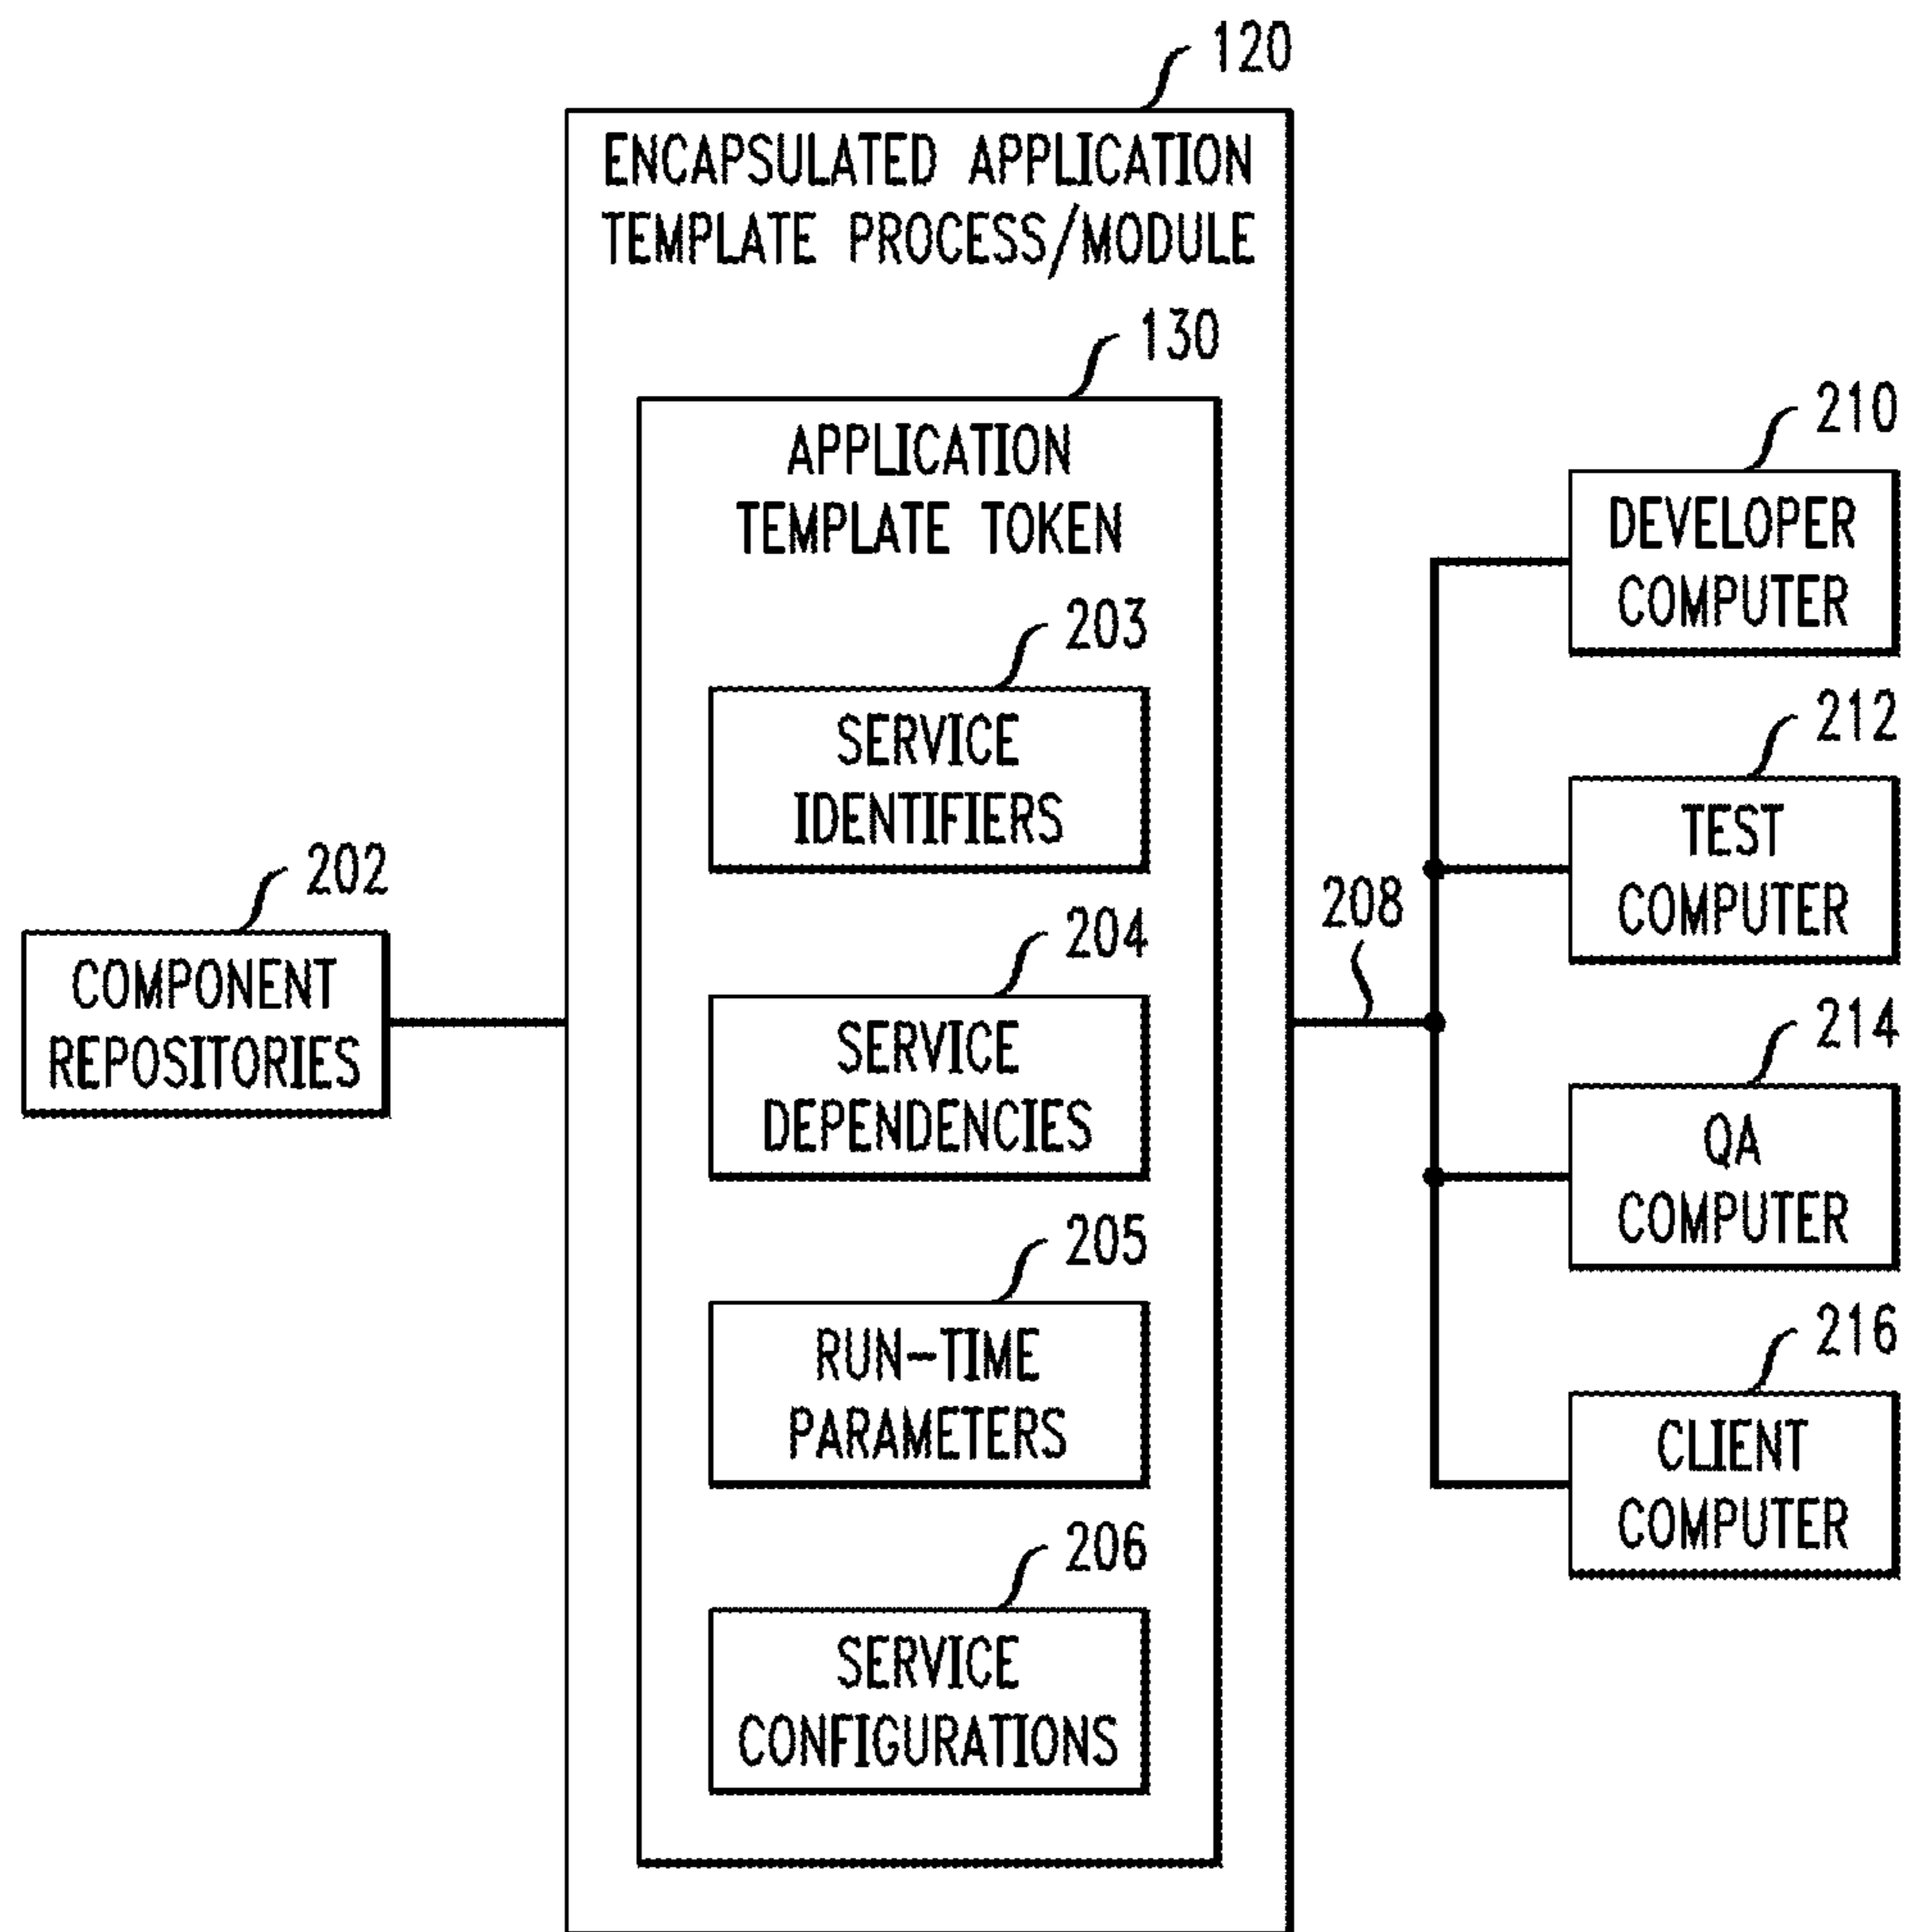 120
ENCAPSULATED APPLICATION
TEMPLATE PROCESS/MODULE
130
APPLICATION
TEMPLATE TOKEN
203
SERVICE
IDENTIFIERS
204
SERVICE
DEPENDENCIES
205
RUN-TIME
PARAMETERS
206
SERVICE
CONFIGURATIONS
202
COMPONENT
REPOSITORIES
208
210
DEVELOPER
COMPUTER
212
TEST
COMPUTER
214
QA
COMPUTER
216
CLIENT
COMPUTER